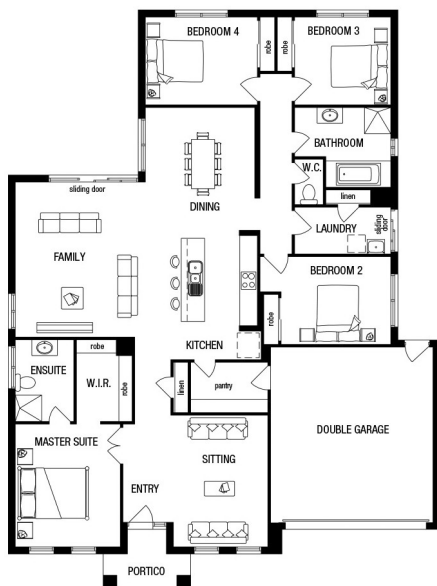 BEDROOM 4
robe
robe
BEDROOM 3
BATHROOM
W.C.
linen
sliding door
DINING
LAUNDRY
sliding door
FAMILY
BEDROOM 2
robe
KITCHEN
robe
ENSUITE
W.I.R.
robe
linen
pantry
DOUBLE GARAGE
MASTER SUITE
SITTING
ENTRY
PORTICO